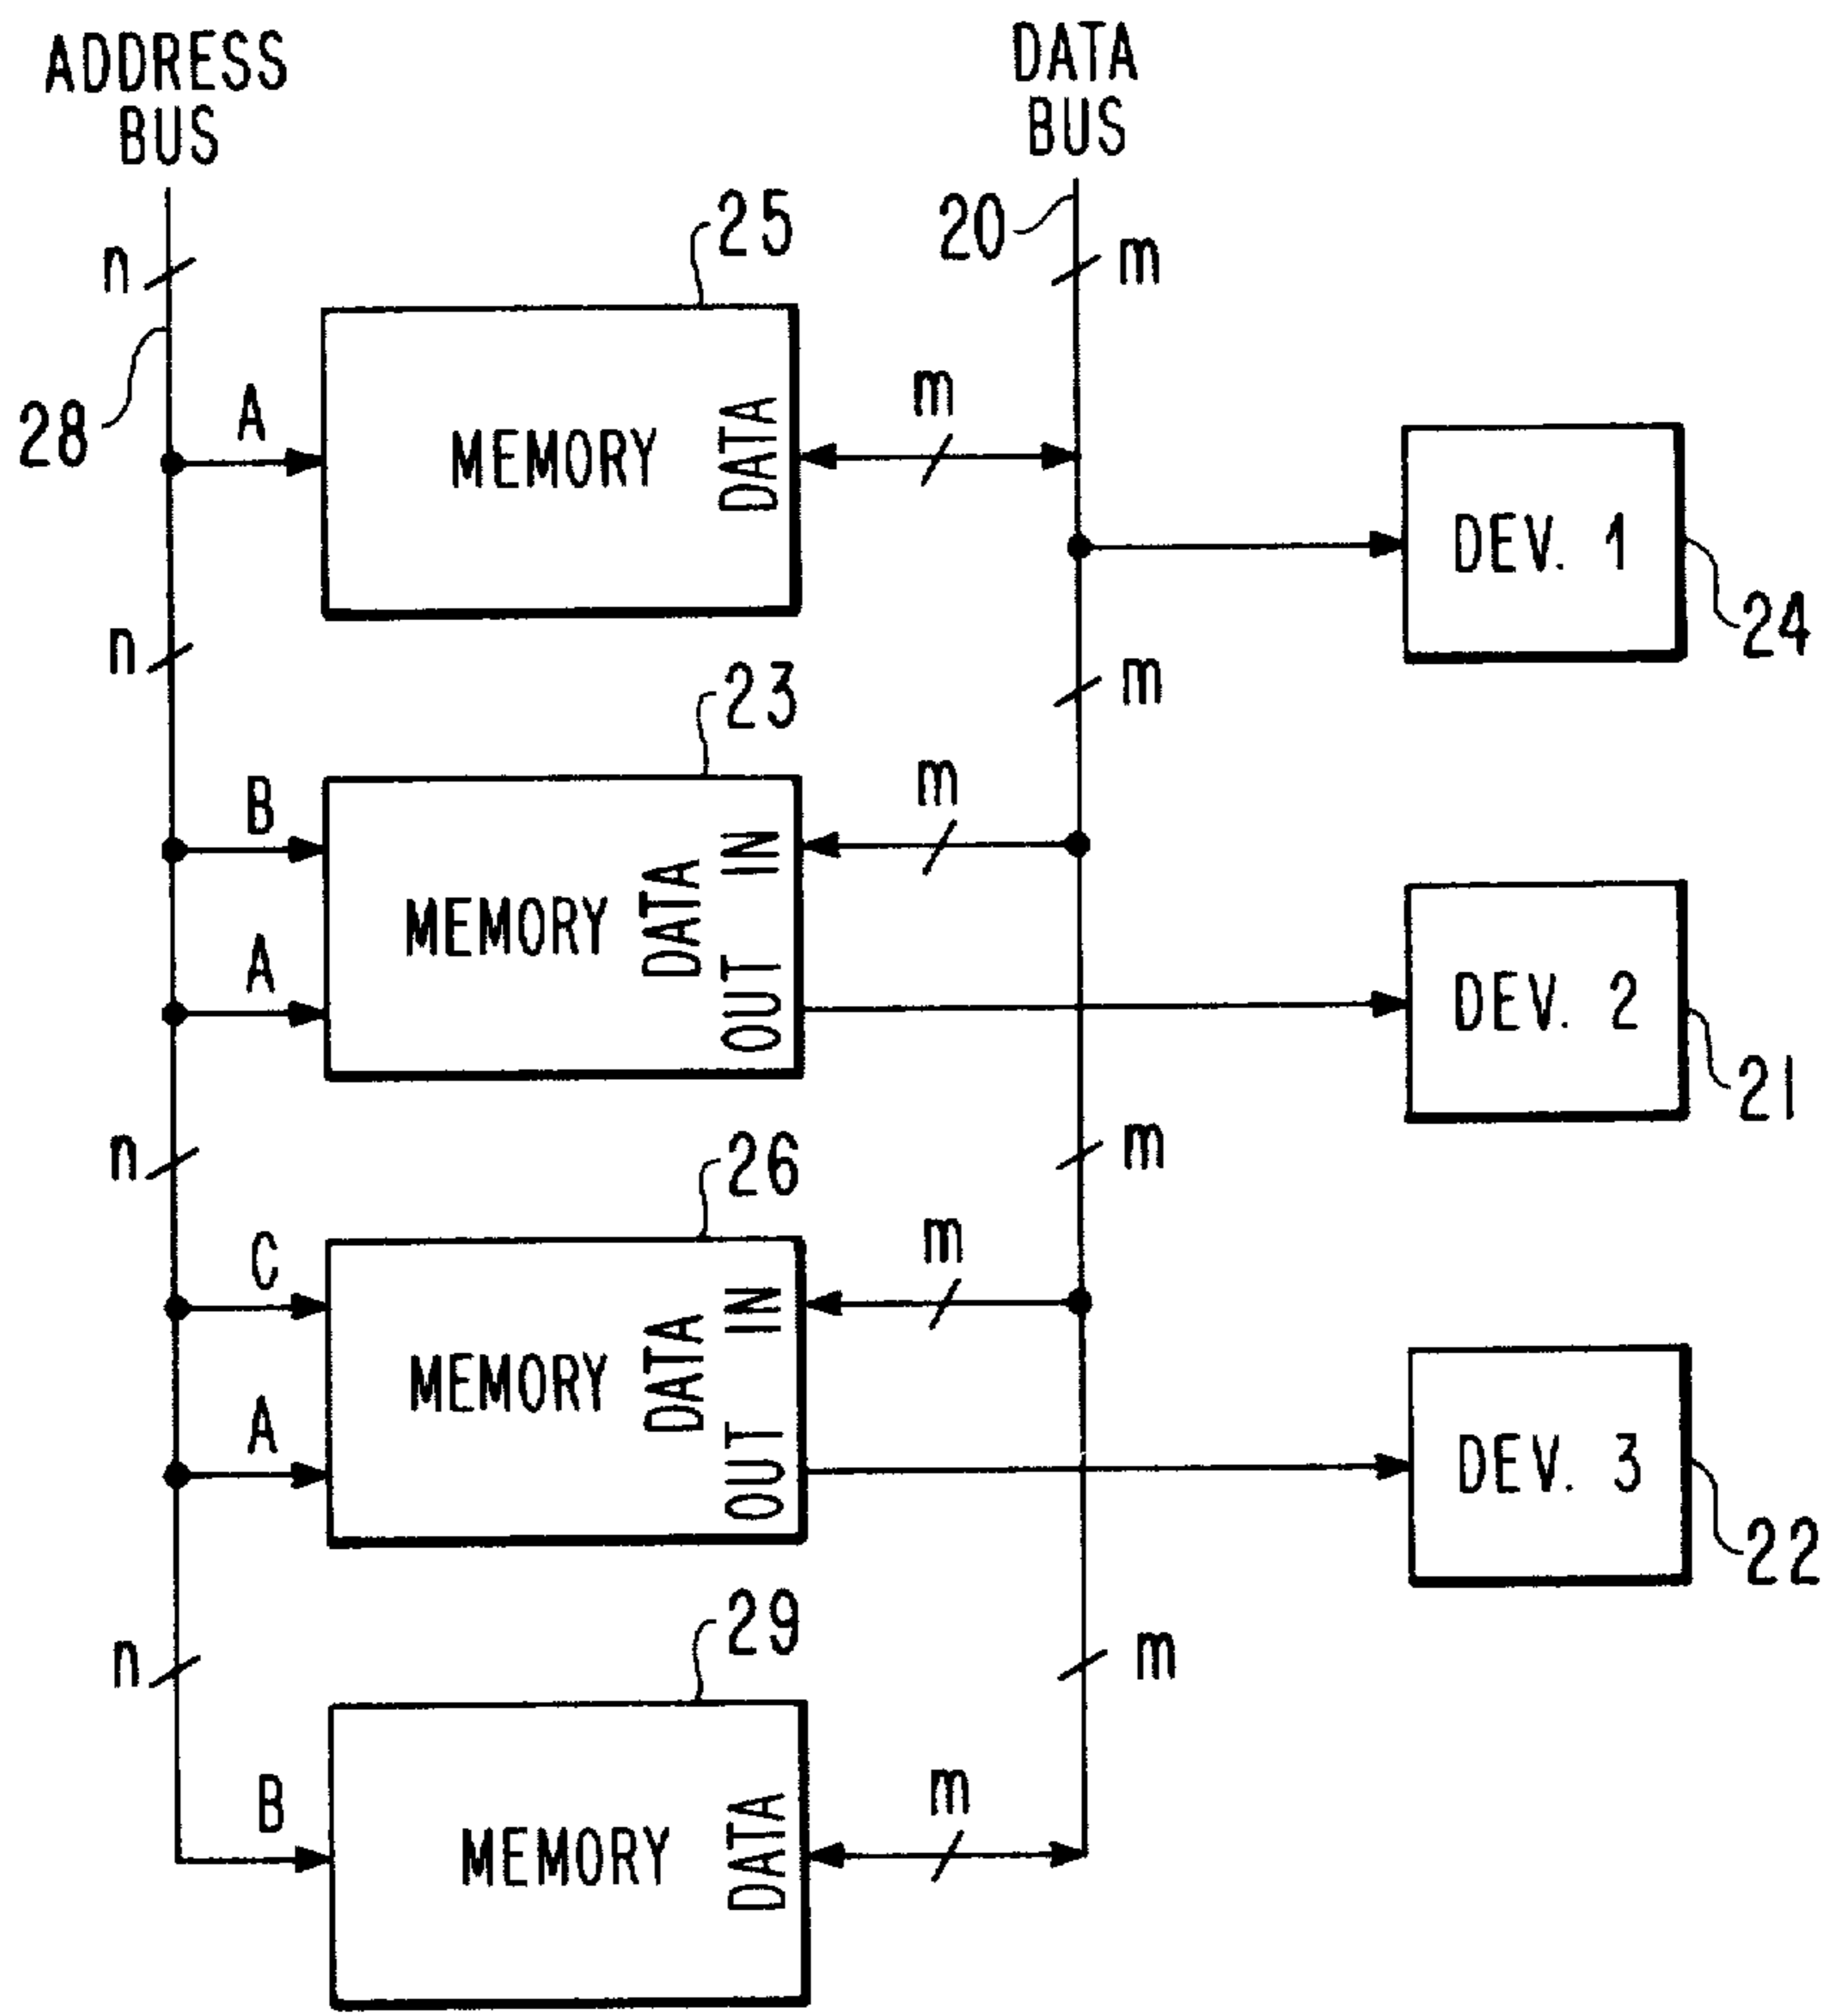 ADDRESS
BUS
DATA
BUS
25
20
n
m
28
A
m
MEMORY
DATA
DEV. 1
24
n
m
23
B
m
MEMORY
DATA
IN
OUT
A
DEV. 2
21
n
m
26
C
m
MEMORY
DATA
IN
OUT
A
DEV. 3
22
n
m
29
B
m
MEMORY
DATA